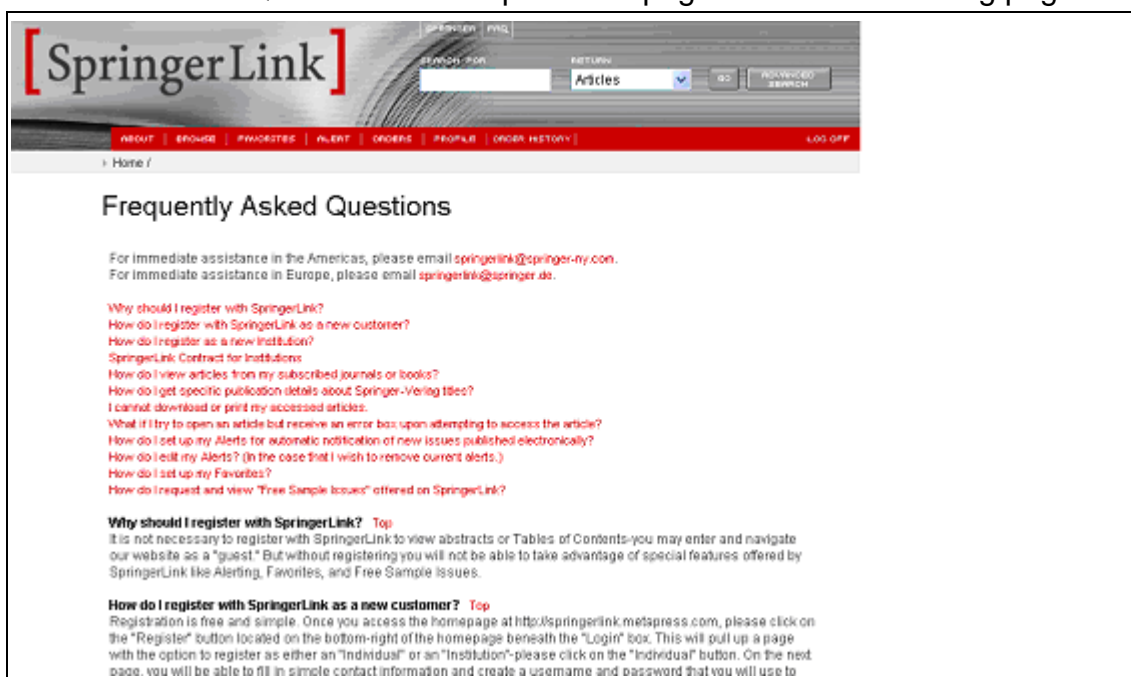 SpringerLink
SPRINGER FAQ
SEARCH FOR RETURN
Articles GO ADVANCED SEARCH
ABOUT | BROWSE | FAVORITES | ALERT | ORDERS | PROFILE | ORDER HISTORY | LOG OFF
Home /
Frequently Asked Questions
For immediate assistance in the Americas, please email springerlink@springer-ny.com.
For immediate assistance in Europe, please email springerlink@springer.de.
Why should I register with SpringerLink?
How do I register with SpringerLink as a new customer?
How do I register as a new Institution?
SpringerLink Contract for Institutions
How do I view articles from my subscribed journals or books?
How do I get specific publication details about Springer-Verlng titles?
I cannot download or print my accessed articles.
What if I try to open an article but receive an error box upon attempting to access the article?
How do I set up my Alerts for automatic notification of new issues published electronically?
How do I edit my Alerts? (In the case that I wish to remove current alerts.)
How do I set up my Favorites?
How do I request and view "Free Sample Issues" offered on SpringerLink?
Why should I register with SpringerLink? Top
It is not necessary to register with SpringerLink to view abstracts or Tables of Contents-you may enter and navigate
our website as a "guest." But without registering you will not be able to take advantage of special features offered by
SpringerLink like Alerting, Favorites, and Free Sample Issues.
How do I register with SpringerLink as a new customer? Top
Registration is free and simple. Once you access the homepage at http://springerlink.metapress.com, please click on
the "Register" button located on the bottom-right of the homepage beneath the "Login" box. This will pull up a page
with the option to register as either an "Individual" or an "Institution"-please click on the "Individual" button. On the next
page, you will be able to fill in simple contact information and create a username and password that you will use to